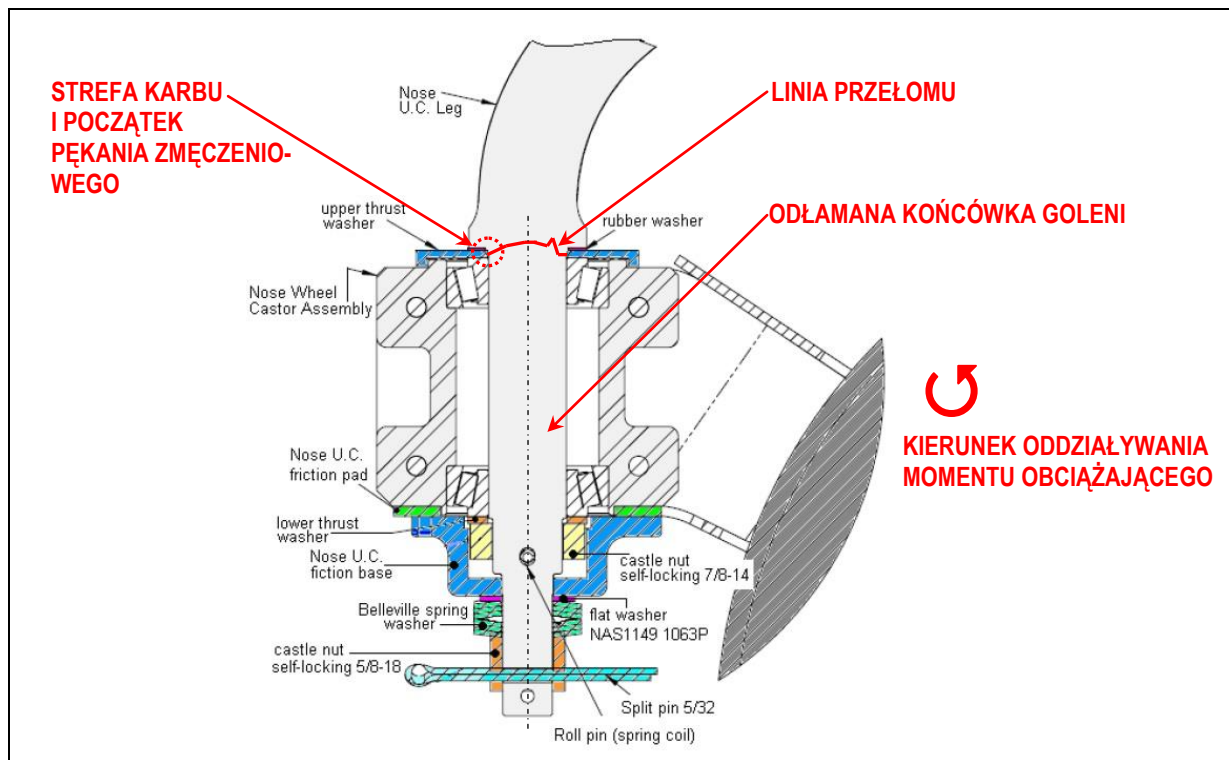 STREFA KARBU
I POCZĄTEK
PĘKANIA ZMĘCZENIO-
WEGO
Nose
U.C. Leg
LINIA PRZEŁOMU
upper thrust
washer
rubber washer
ODŁAMANA KOŃCÓWKA GOLENI
Nose Wheel
Castor Assembly
KIERUNEK ODDZIAŁYWANIA
MOMENTU OBCIĄŻAJĄCEGO
Nose U.C.
friction pad
lower thrust
washer
Nose U.C.
fiction base
castle nut
self-locking 7/8-14
Belleville spring
washer
flat washer
NAS1149 1063P
castle nut
self-locking 5/8-18
Split pin 5/32
Roll pin (spring coil)